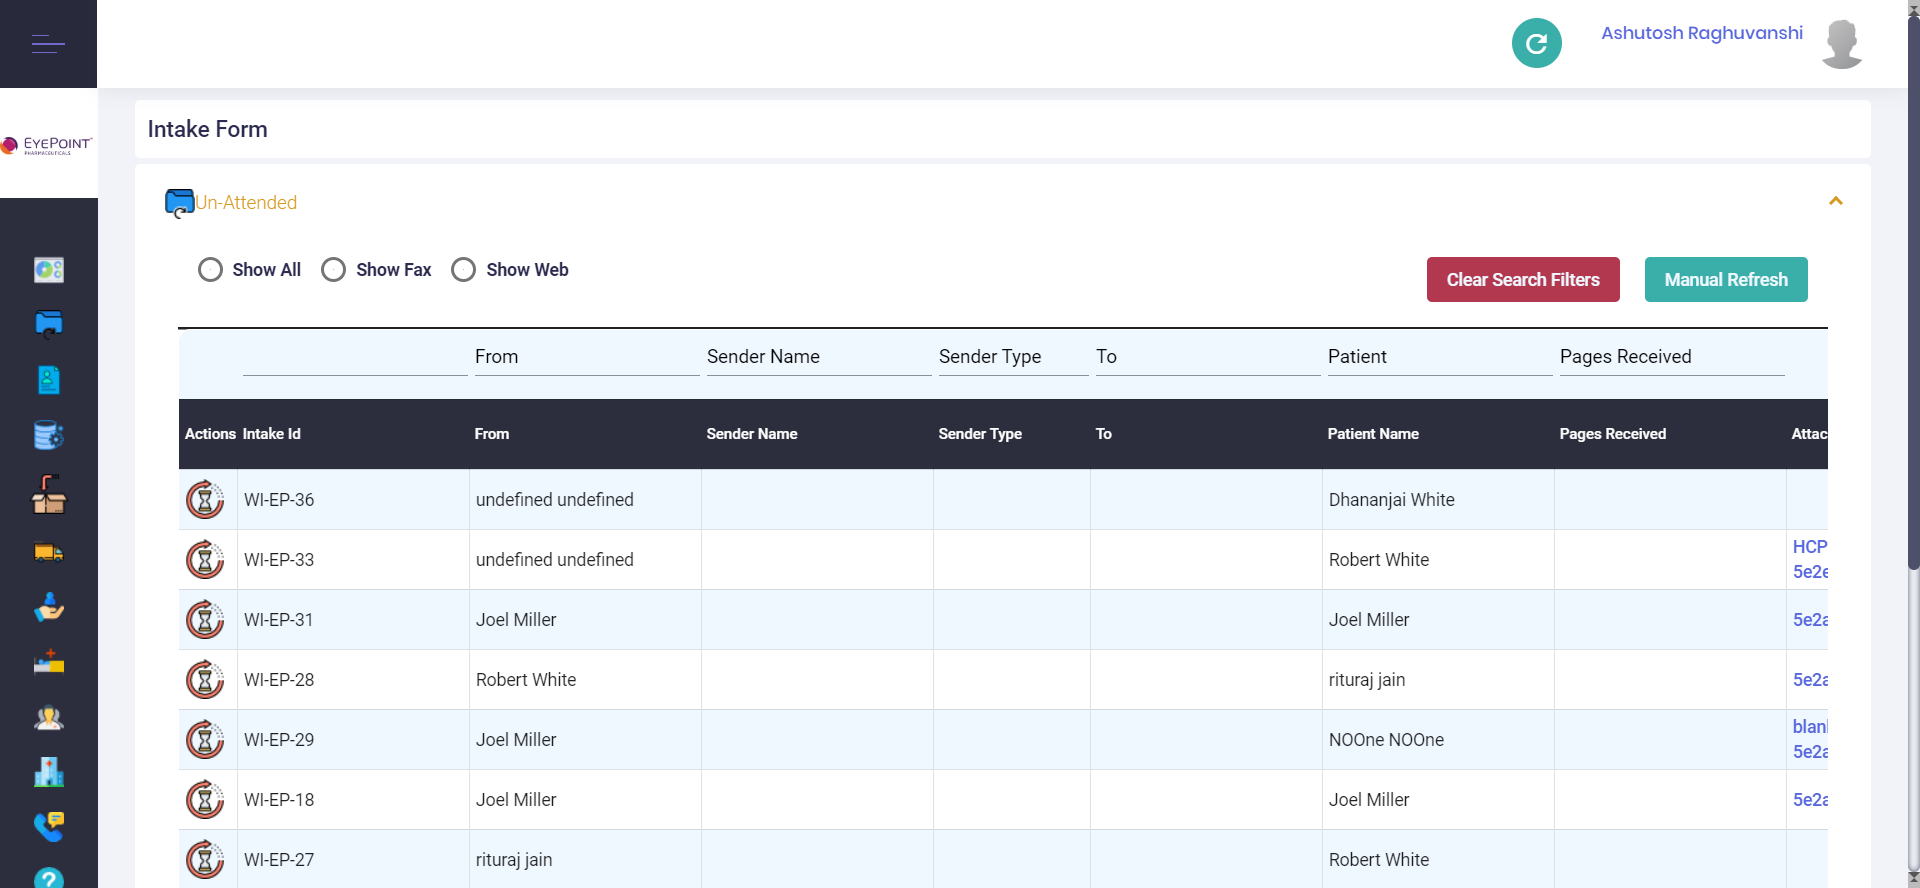 Ashutosh Raghuvanshi
EYEPOINT
PHARMACEUTICALS
Intake Form
Un-Attended
Show All Show Fax Show Web
Clear Search Filters Manual Refresh
From Sender Name Sender Type To Patient Pages Received
Actions Intake Id From Sender Name Sender Type To Patient Name Pages Received Attac
WI-EP-36 undefined undefined Dhananjai White
WI-EP-33 undefined undefined Robert White HCP
5e2e
WI-EP-31 Joel Miller Joel Miller 5e2a
WI-EP-28 Robert White rituraj jain 5e2a
WI-EP-29 Joel Miller NOOne NOOne blank
5e2a
WI-EP-18 Joel Miller Joel Miller 5e2a
WI-EP-27 rituraj jain Robert White
?